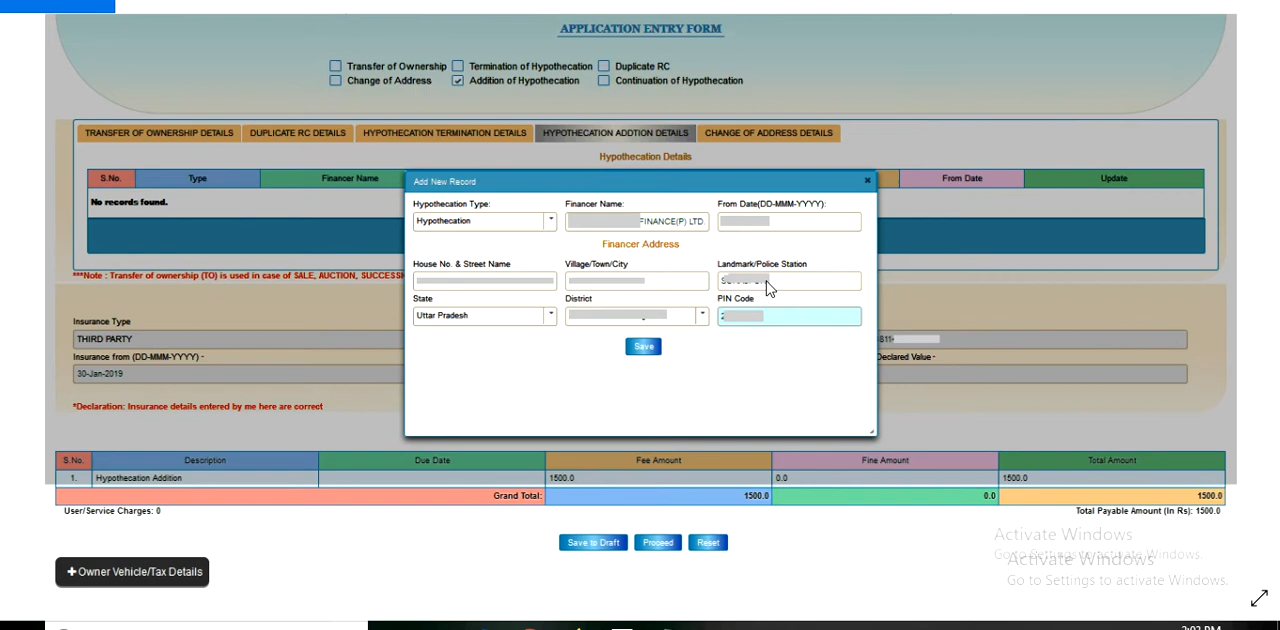 APPLICATION ENTRY FORM
Transfer of Ownership Termination of Hypothecation Duplicate RC
Change of Address Addition of Hypothecation Continuation of Hypothecation
TRANSFER OF OWNERSHIP DETAILS DUPLICATE RC DETAILS HYPOTHECATION TERMINATION DETAILS HYPOTHECATION ADDTION DETAILS CHANGE OF ADDRESS DETAILS
Hypothecation Details
S.No. Type Financer Name From Date Update
No records found.
Add New Record
Hypothecation Type: Financer Name: From Date(DD-MMM-YYYY):
Hypothecation FINANCE(P) LTD.
Financer Address
House No. & Street Name Village/Town/City Landmark/Police Station
State District PIN Code
Uttar Pradesh
Save
***Note : Transfer of ownership (TO) is used in case of SALE, AUCTION,
Insurance Type
THIRD PARTY 811-
Insurance from (DD-MMM-YYYY) - Declared Value -
30-Jan-2019
*Declaration: Insurance details entered by me here are correct
S.No. Description Due Date Fee Amount Fine Amount Total Amount
1. Hypothecation Addition 1500.0 0.0 1500.0
Grand Total: 1500.0 0.0 1500.0
User/Service Charges: 0 Total Payable Amount (In Rs): 1500.0
Save to Draft Proceed Reset
+Owner Vehicle/Tax Details
Activate Windows
Go to Settings to activate Windows.
Activate Windows
Go to Settings to activate Windows.